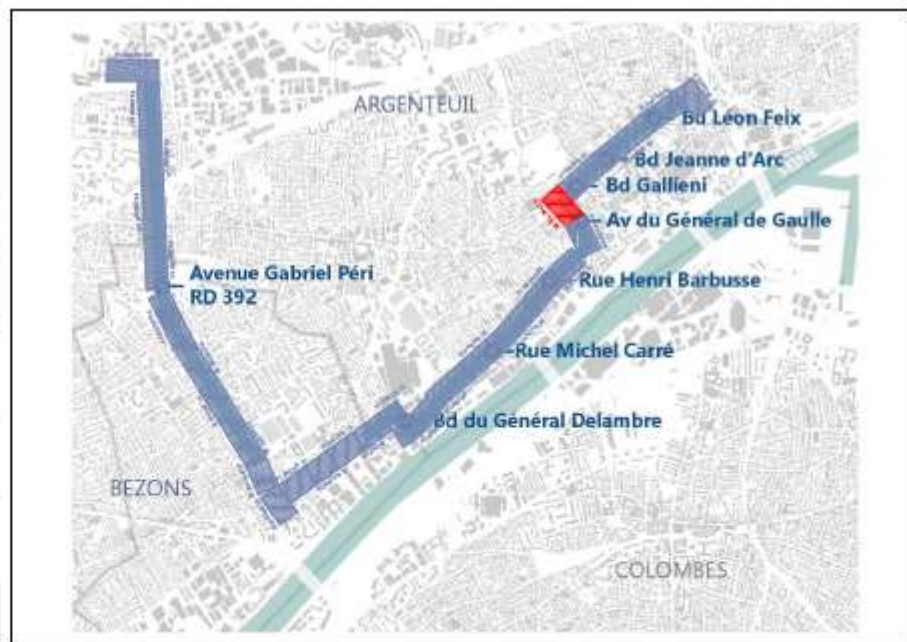 ARGENTEUIL
Bd Léon Feix
Bd Jeanne d'Arc
Bd Gallieni
Av du Général de Gaulle
Avenue Gabriel Péri
RD 392
Rue Henri Barbusse
Rue Michel Carré
Bd du Général Delambre
BEZONS
COLOMBES